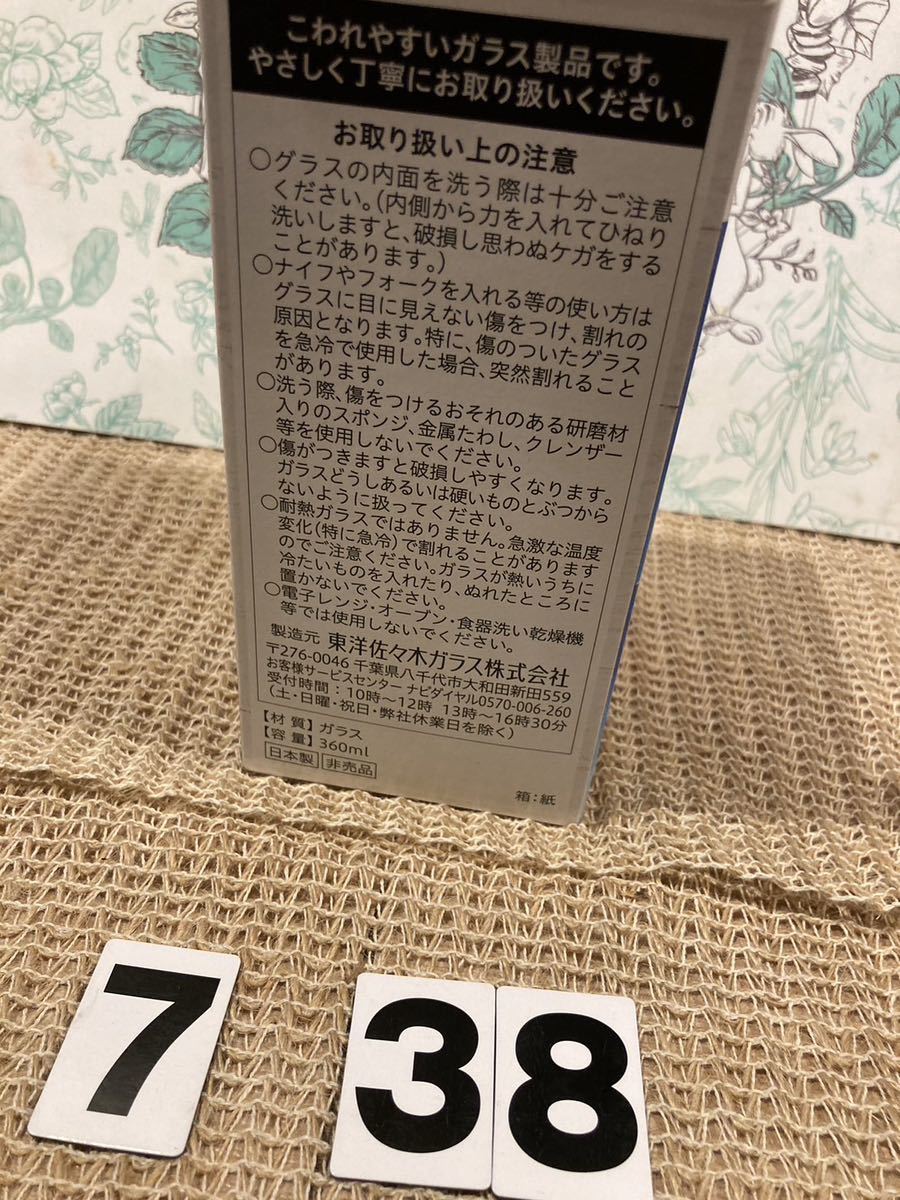 こわれやすいガラス製品です。
やさしく丁寧にお取り扱いください。
お取り扱い上の注意
○グラスの内面を洗う際は十分ご注意
ください。(内側から力を入れてひねり
洗いしますと、破損し思わぬケガをする
ことがあります。)
○ナイフやフォークを入れる等の使い方は
グラスに目に見えない傷をつけ、割れの
原因となります。特に、傷のついたグラス
を急冷で使用した場合、突然割れること
があります。
○洗う際、傷をつけるおそれのある研磨材
入りのスポンジ、金属たわし、クレンザー
等を使用しないでください。
○傷がつきますと破損しやすくなります。
ガラスどうしあるいは硬いものとぶつから
ないように扱ってください。
○耐熱ガラスではありません。急激な温度
変化(特に急冷)で割れることがあります
のでご注意ください。ガラスが熱いうちに
冷たいものを入れたり、ぬれたところに
置かないでください。
○電子レンジ・オーブン・食器洗い乾燥機
等では使用しないでください。
製造元 東洋佐々木ガラス株式会社
〒276-0046 千葉県八千代市大和田新田559
お客様サービスセンター ナビダイヤル0570-006-260
受付時間:10時〜12時 13時〜16時30分
(土・日曜・祝日・弊社休業日を除く)
【材質】ガラス
【容量】360ml
日本製 非売品
箱:紙
7 38